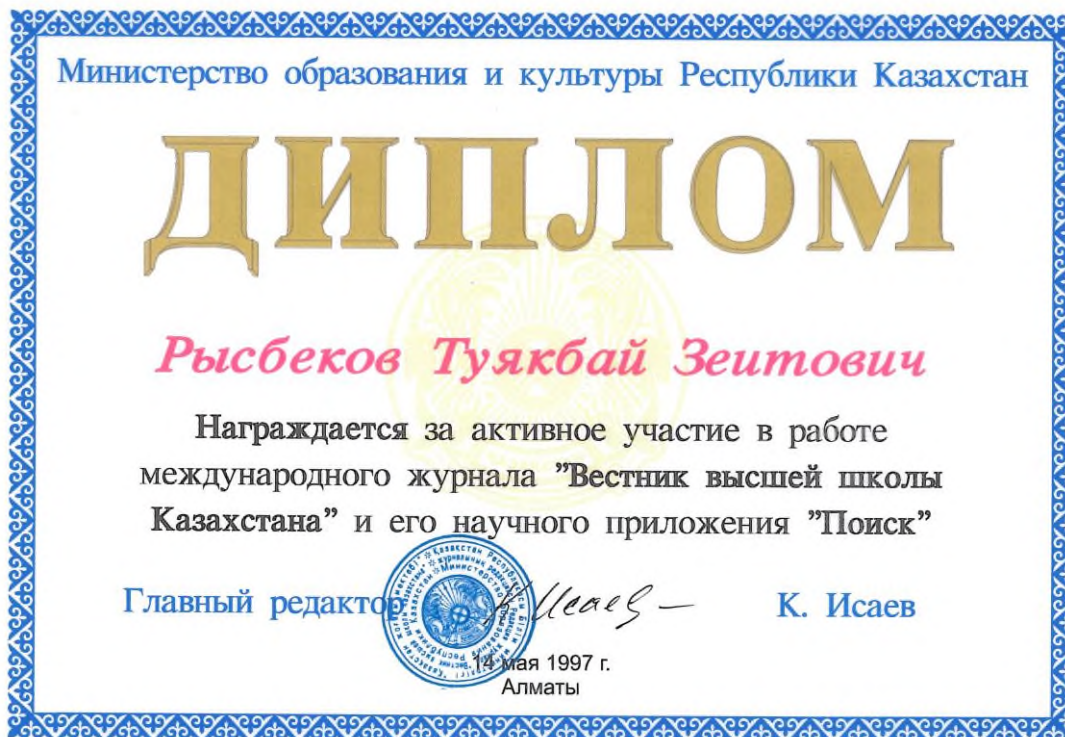 Министерство образования и культуры Республики Казахстан
ДИПЛОМ
Рысбеков Туякбай Зеитович
Награждается за активное участие в работе
международного журнала "Вестник высшей школы
Казахстана" и его научного приложения "Поиск"
Главный редактор К. Исаев
14 мая 1997 г.
Алматы